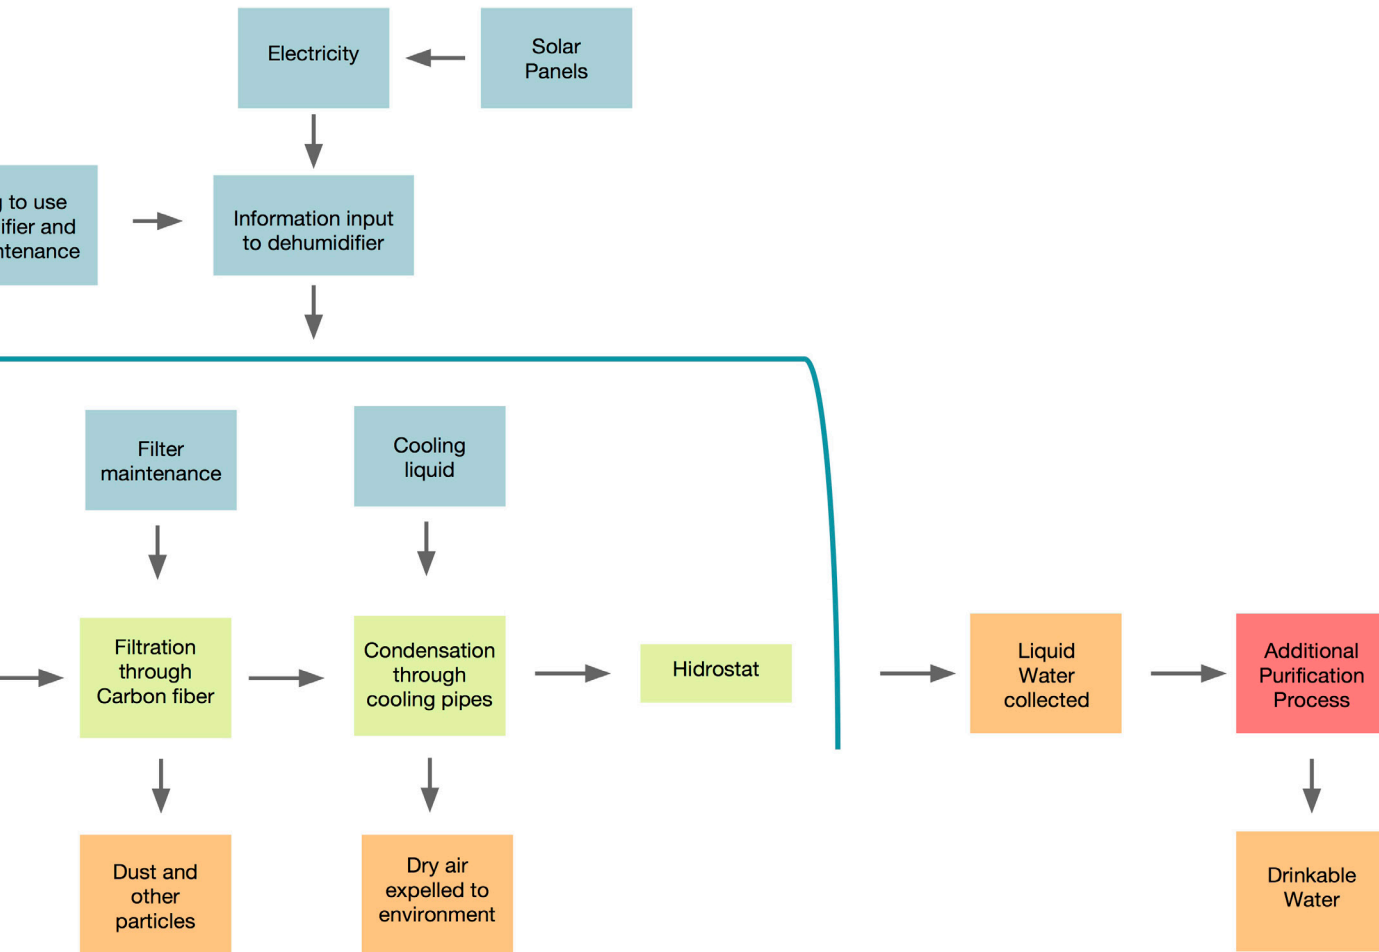 Electricity
Solar
Panels
to use
ifier and
ntenance
Information input
to dehumidifier
Filter
maintenance
Cooling
liquid
Filtration
through
Carbon fiber
Condensation
through
cooling pipes
Hidrostat
Liquid
Water
collected
Additional
Purification
Process
Dust and
other
particles
Dry air
expelled to
environment
Drinkable
Water